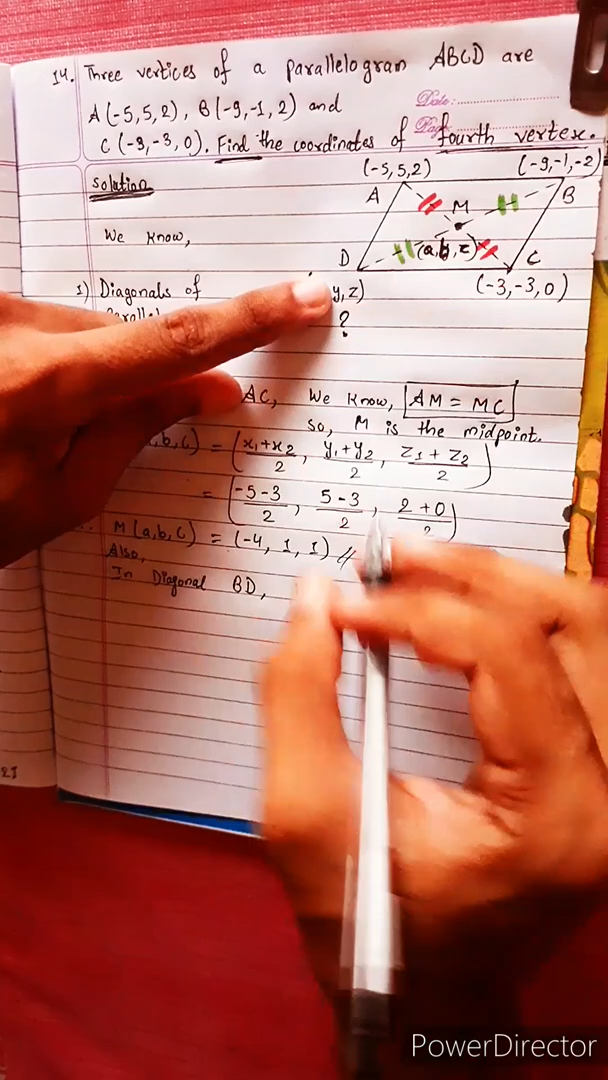 14. Three vertices of a parallelogram ABCD are
A(-5,5,2), B(-9,-1,2) and
Date:
C(-9,-3,0). Find the coordinates of fourth vertex.
Page:
solution
(-5,5,2) (-9,-1,-2)
A M B
We know,
D (a,b,z) C
1) Diagonals of y,z) (-3,-3,0)
?
AC, We know, AM = MC
so, M is the midpoint.
,b,c) = (x1+x2/2, y1+y2/2, z1+z2/2)
= (-5-3/2, 5-3/2, 2+0/2)
∴ M(a,b,c) = (-4, 1, 1) //
Also,
In Diagonal BD,
PowerDirector